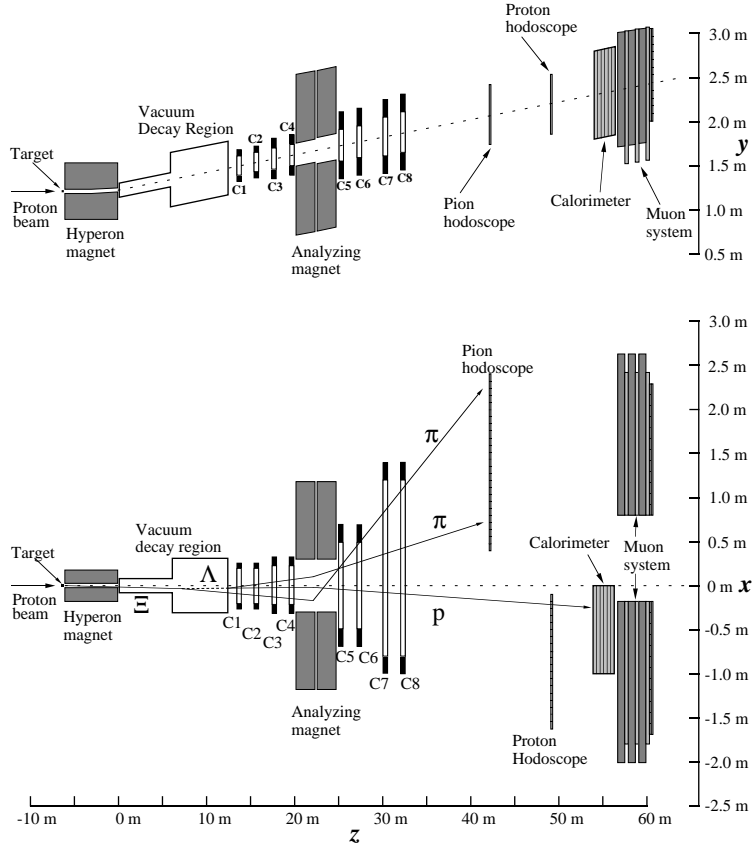 Proton
hodoscope
3.0 m
Vacuum
Decay Region
2.5 m
C2
C4
2.0 m
Target
y
1.5 m
C1
C3
C5 C6
C7
C8
Proton
beam
Hyperon
magnet
Pion
hodoscope
Calorimeter
Muon
system
1.0 m
Analyzing
magnet
0.5 m
3.0 m
Pion
hodoscope
2.5 m
2.0 m
π
1.5 m
π
1.0 m
Vacuum
decay region
Calorimeter
Muon
system
0.5 m
Target
Λ
0 m
x
Proton
beam
Hyperon
magnet
Ξ
C1
C2
C3
C4
p
-0.5 m
C5
C6
C7
C8
-1.0 m
Analyzing
magnet
Proton
Hodoscope
-1.5 m
-2.0 m
-2.5 m
-10 m
0 m
10 m
20 m
30 m
40 m
50 m
60 m
z